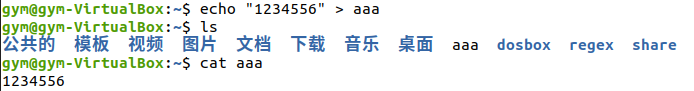 gym@gym-VirtualBox:~$ echo "1234556" > aaa
gym@gym-VirtualBox:~$ ls
公共的 模板 视频 图片 文档 下载 音乐 桌面 aaa dosbox regex share
gym@gym-VirtualBox:~$ cat aaa
1234556